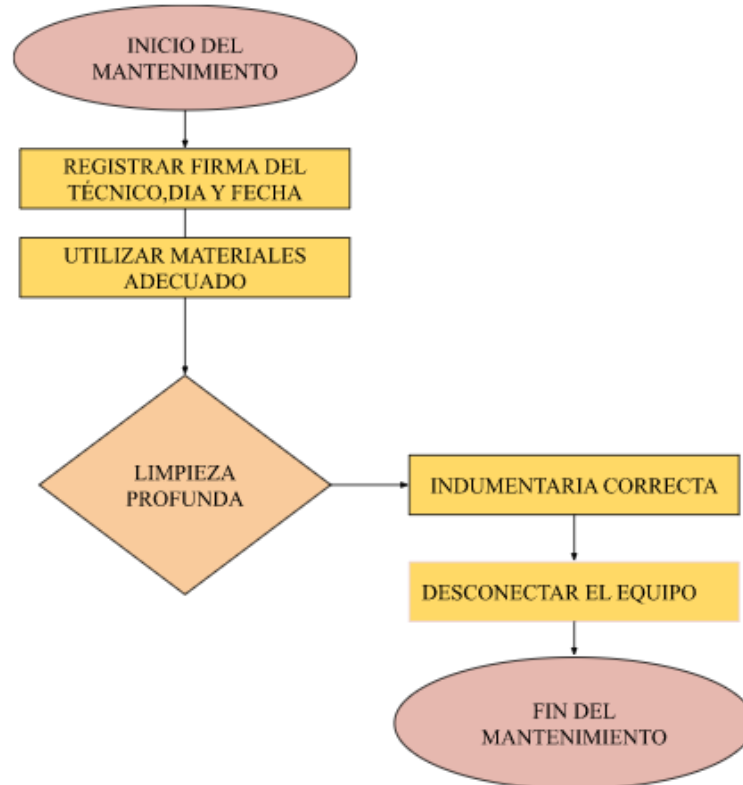 INICIO DEL
MANTENIMIENTO
REGISTRAR FIRMA DEL
TÉCNICO,DIA Y FECHA
UTILIZAR MATERIALES
ADECUADO
LIMPIEZA
PROFUNDA
INDUMENTARIA CORRECTA
DESCONECTAR EL EQUIPO
FIN DEL
MANTENIMIENTO